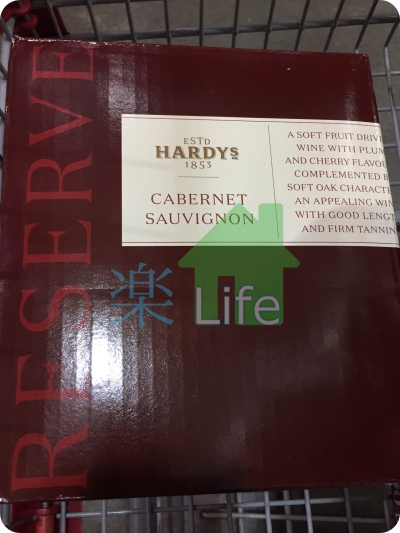 RESERVE
ESTD
HARDYS
1853
CABERNET
SAUVIGNON
A SOFT FRUIT DRIVE
WINE WITH PLUM
AND CHERRY FLAVOU
COMPLEMENTED B
SOFT OAK CHARACTE
AN APPEALING WIN
WITH GOOD LENGT
AND FIRM TANNIN
楽 Life